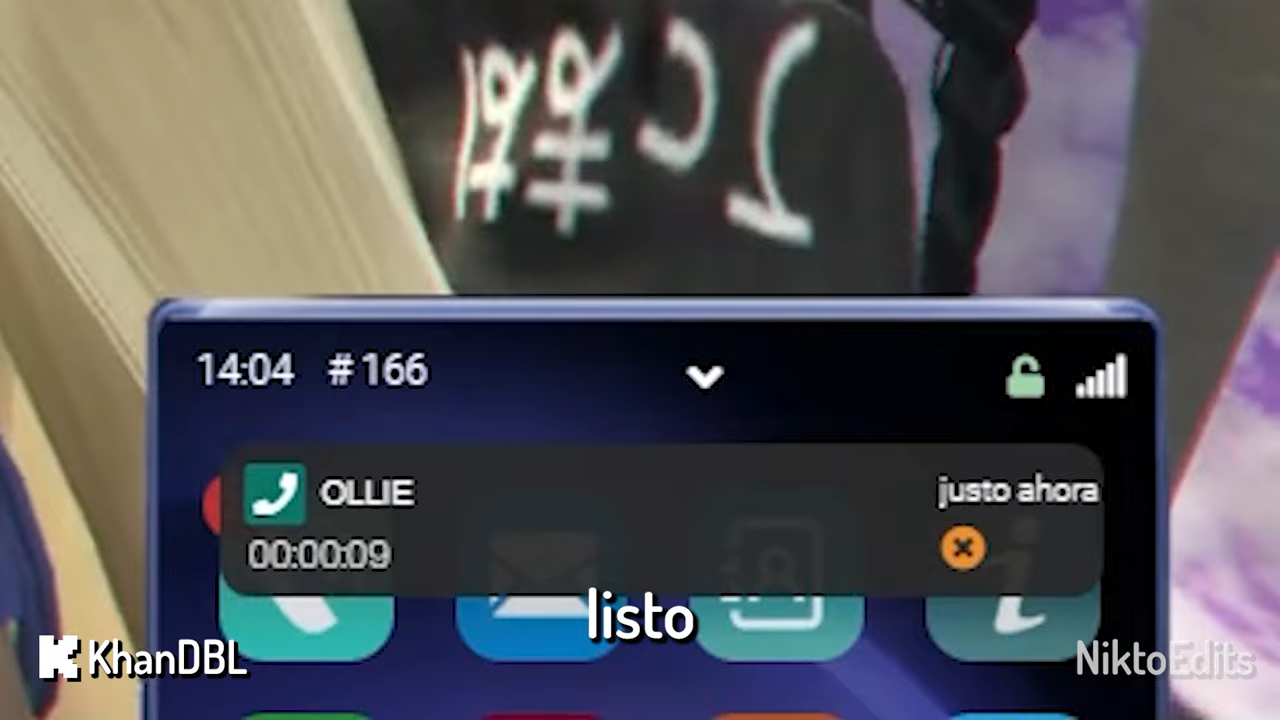 14:04 # 166
OLLIE
justo ahora
00:00:09
listo
KhanDBL
NiktoEdits